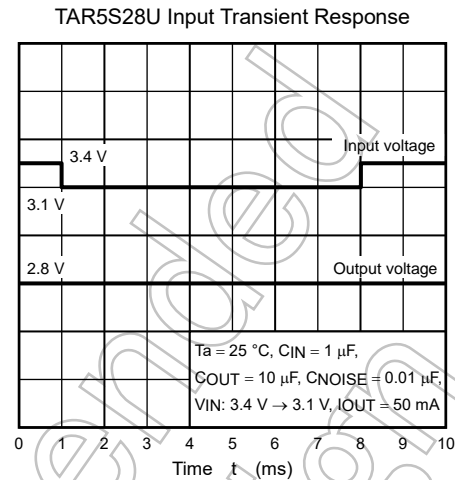 TAR5S28U Input Transient Response
Input voltage
3.4 V
3.1 V
2.8 V
Output voltage
Ta = 25 °C, CIN = 1 μF,
COUT = 10 μF, CNOISE = 0.01 μF,
VIN: 3.4 V → 3.1 V, IOUT = 50 mA
0 1 2 3 4 5 6 7 8 9 10
Time t (ms)